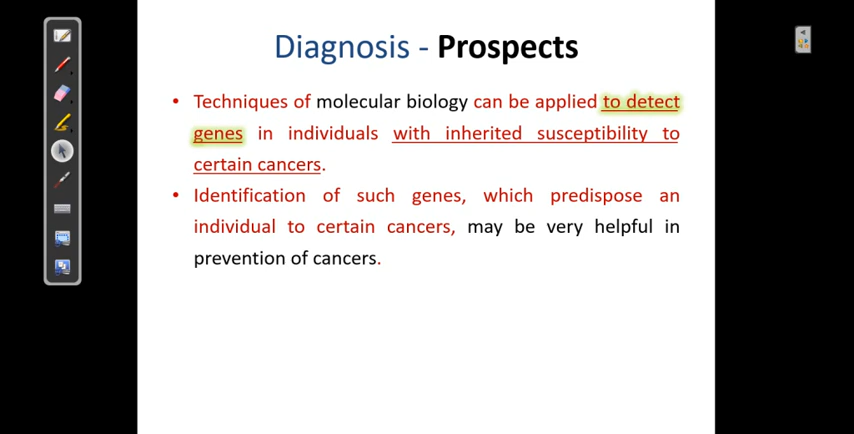 Diagnosis - Prospects
• Techniques of molecular biology can be applied to detect
genes in individuals with inherited susceptibility to
certain cancers.
• Identification of such genes, which predispose an
individual to certain cancers, may be very helpful in
prevention of cancers.